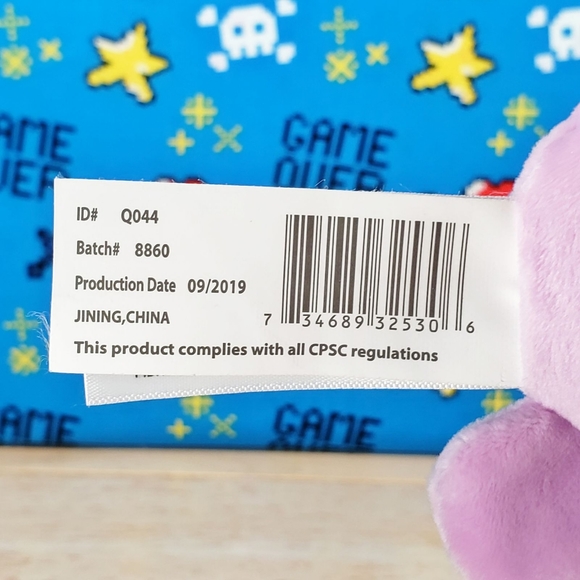 GAME
OVER
GAME
OVER
ID# Q044
Batch# 8860
Production Date 09/2019
JINING,CHINA
7 34689 32530 6
This product complies with all CPSC regulations
GAME
GAME